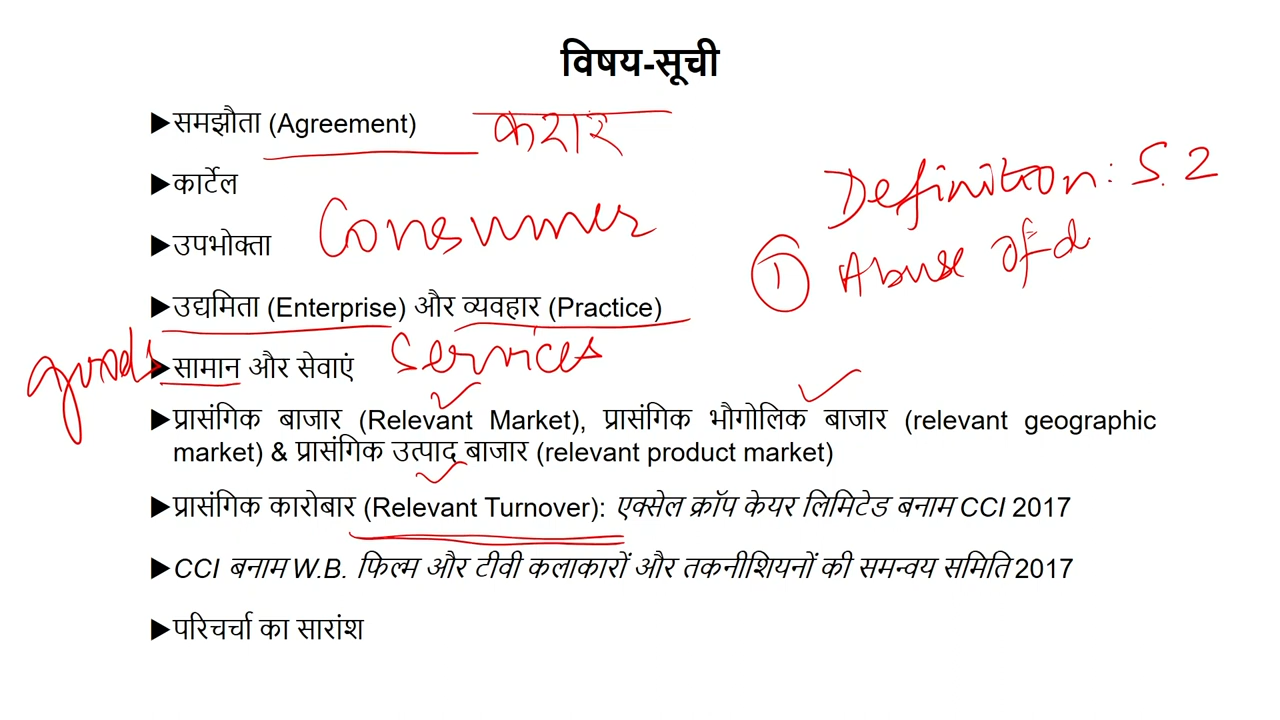 विषय-सूची
▶समझौता (Agreement) करार
▶कार्टेल
Definition: S.2
▶उपभोक्ता Consumer
① Abuse of d
▶उद्यमिता (Enterprise) और व्यवहार (Practice)
goods ▶सामान और सेवाएं Services
▶प्रासंगिक बाजार (Relevant Market), प्रासंगिक भौगोलिक बाजार (relevant geographic
market) & प्रासंगिक उत्पाद बाजार (relevant product market)
▶प्रासंगिक कारोबार (Relevant Turnover): एक्सेल क्रॉप केयर लिमिटेड बनाम CCI 2017
▶CCI बनाम W.B. फिल्म और टीवी कलाकारों और तकनीशियनों की समन्वय समिति 2017
▶परिचर्चा का सारांश